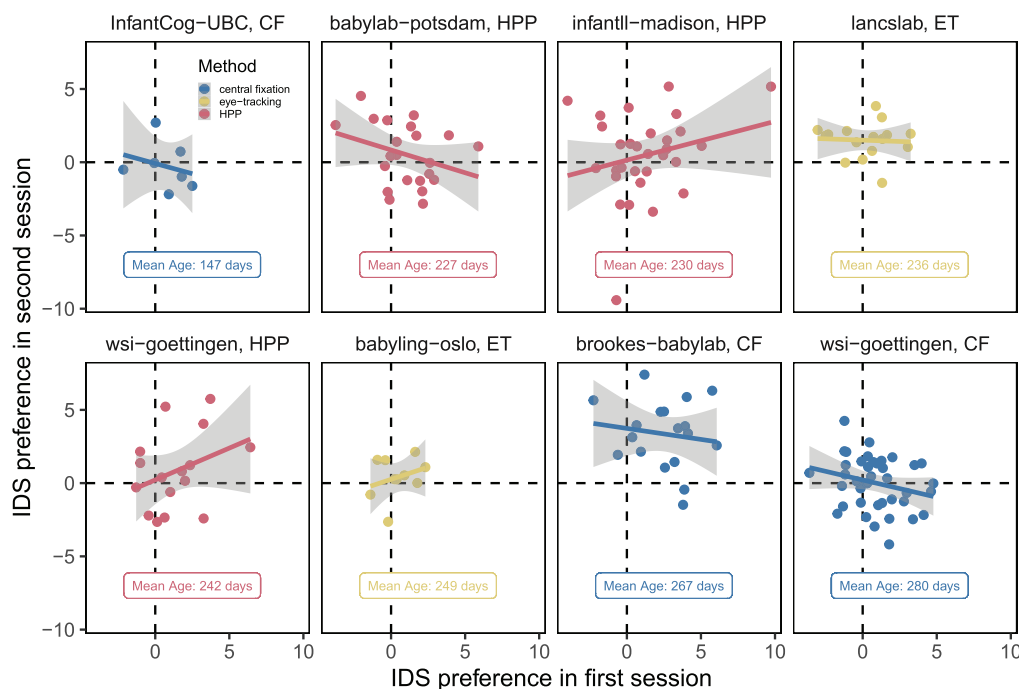 InfantCog−UBC, CF
babylab−potsdam, HPP
infantll−madison, HPP
lancslab, ET
Method
central fixation
eye−tracking
HPP
5
0
−5
−10
Mean Age: 147 days
Mean Age: 227 days
Mean Age: 230 days
Mean Age: 236 days
wsi−goettingen, HPP
babyling−oslo, ET
brookes−babylab, CF
wsi−goettingen, CF
5
0
−5
−10
Mean Age: 242 days
Mean Age: 249 days
Mean Age: 267 days
Mean Age: 280 days
0 5 10 0 5 10 0 5 10 0 5 10
IDS preference in first session
IDS preference in second session